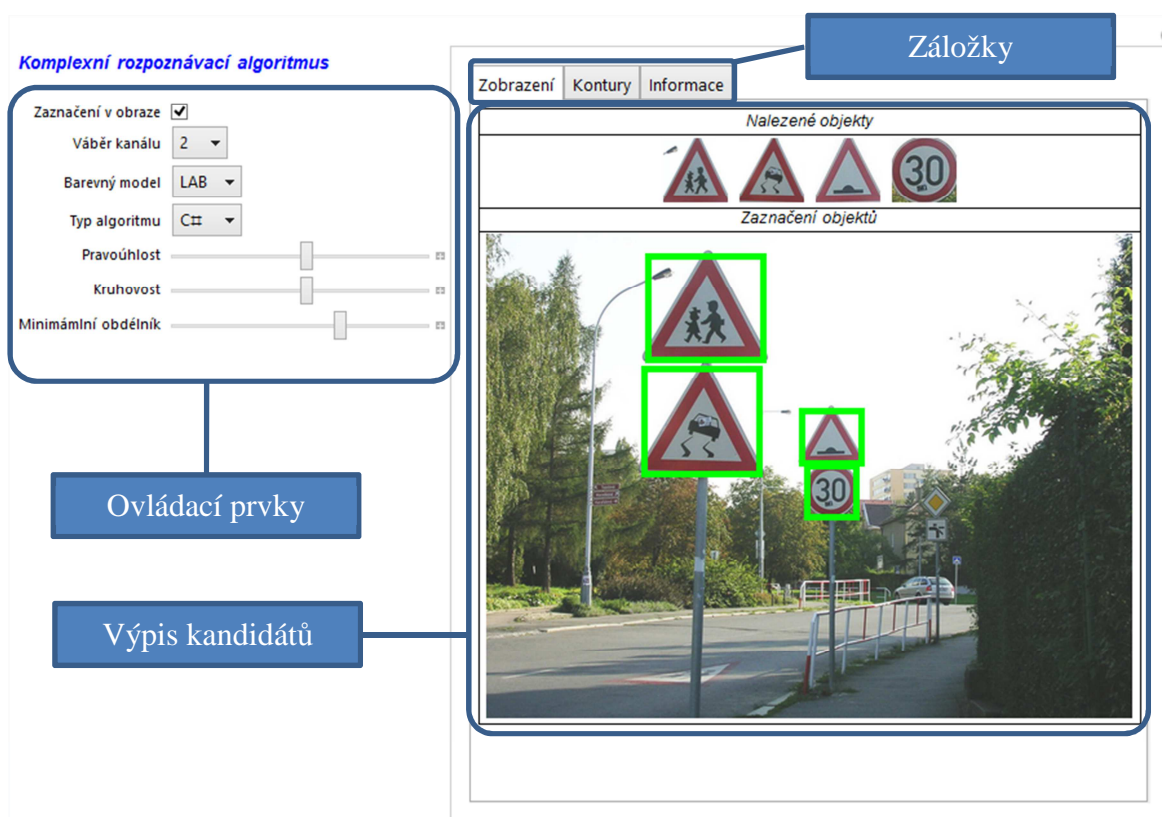 Komplexní rozpoznávací algoritmus
Zaznačení v obraze
Váběr kanálu 2
Barevný model LAB
Typ algoritmu C#
Pravoúhlost
Kruhovost
Minimámlní obdélník
Ovládací prvky
Výpis kandidátů
Záložky
Zobrazení Kontury Informace
Nalezené objekty
30
Zaznačení objektů
30